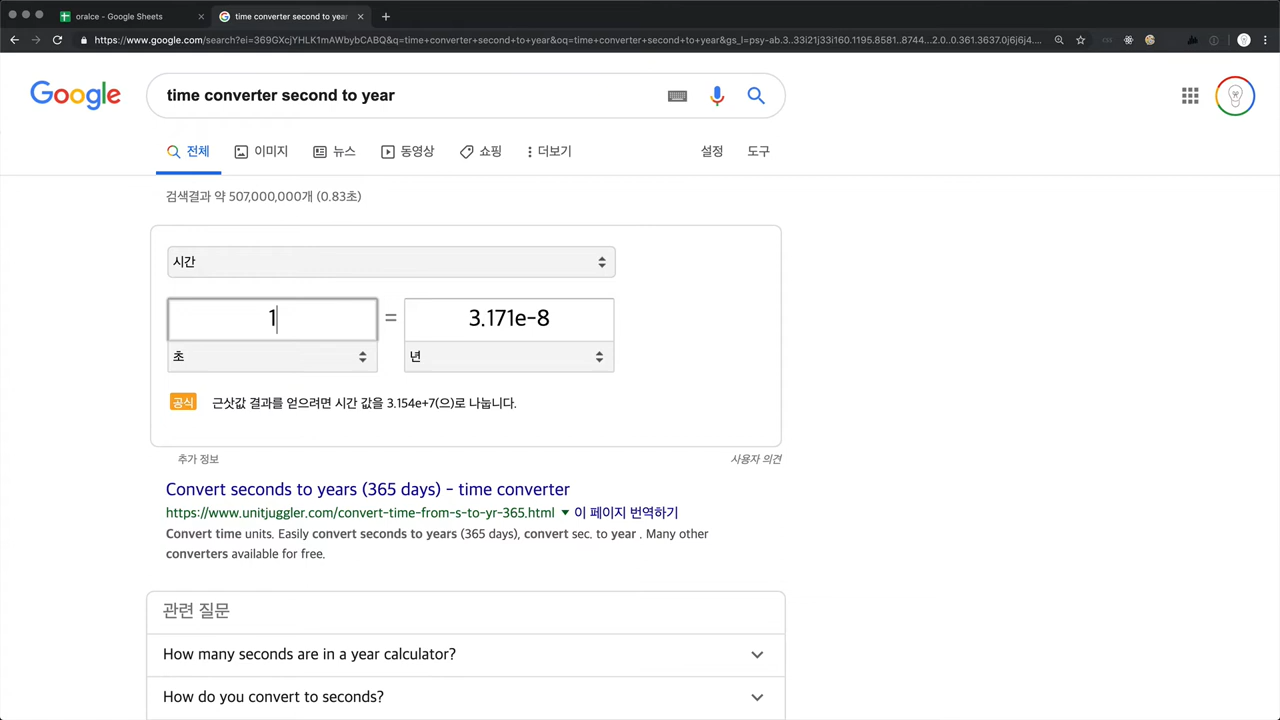 oralce - Google Sheets
time converter second to year
https://www.google.com/search?ei=369GXcjYHLK1mAWbybCABQ&q=time+converter+second+to+year&oq=time+converter+second+to+year&gs_l=psy-ab.3..33i21j33i160.1195.8581..8744...2.0..0.361.3637.0j6j6j4....
Google
time converter second to year
전체
이미지
뉴스
동영상
쇼핑
더보기
설정
도구
검색결과 약 507,000,000개 (0.83초)
시간
1 = 3.171e-8
초
년
공식 근삿값 결과를 얻으려면 시간 값을 3.154e+7(으)로 나눕니다.
추가 정보
사용자 의견
Convert seconds to years (365 days) - time converter
https://www.unitjuggler.com/convert-time-from-s-to-yr-365.html ▼ 이 페이지 번역하기
Convert time units. Easily convert seconds to years (365 days), convert sec. to year . Many other
converters available for free.
관련 질문
How many seconds are in a year calculator?
How do you convert to seconds?